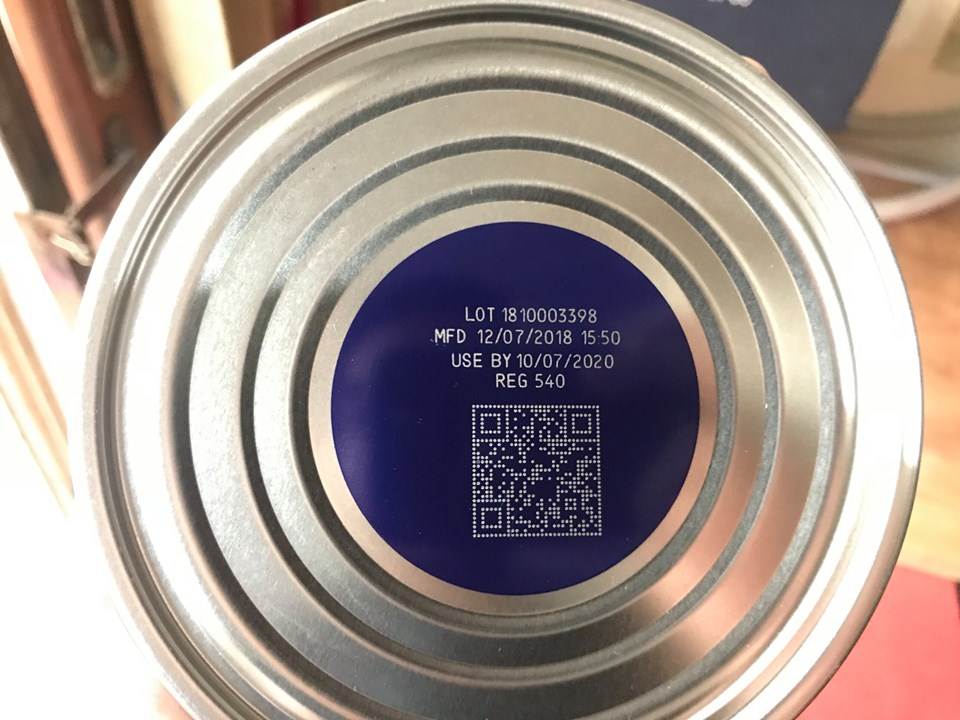 LOT 1810003398
MFD 12/07/2018 15:50
USE BY 10/07/2020
REG 540